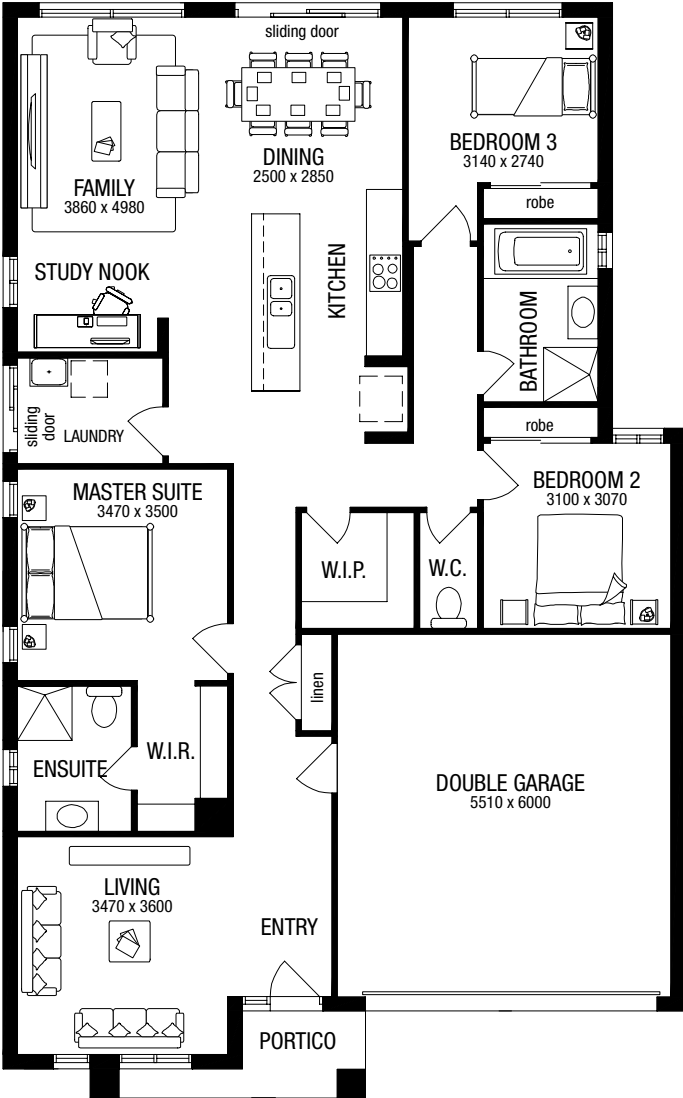 sliding door
BEDROOM 3
3140 x 2740
DINING
2500 x 2850
FAMILY
3860 x 4980
robe
STUDY NOOK
KITCHEN
BATHROOM
sliding
door
LAUNDRY
robe
MASTER SUITE
3470 x 3500
BEDROOM 2
3100 x 3070
W.I.P.
W.C.
linen
W.I.R.
ENSUITE
DOUBLE GARAGE
5510 x 6000
LIVING
3470 x 3600
ENTRY
PORTICO